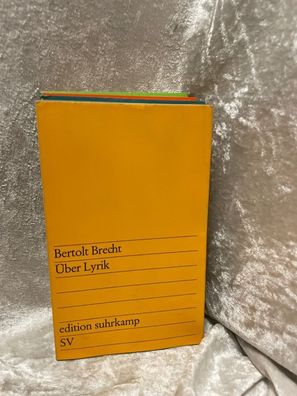 Bertolt Brecht
Über Lyrik
edition suhrkamp
SV